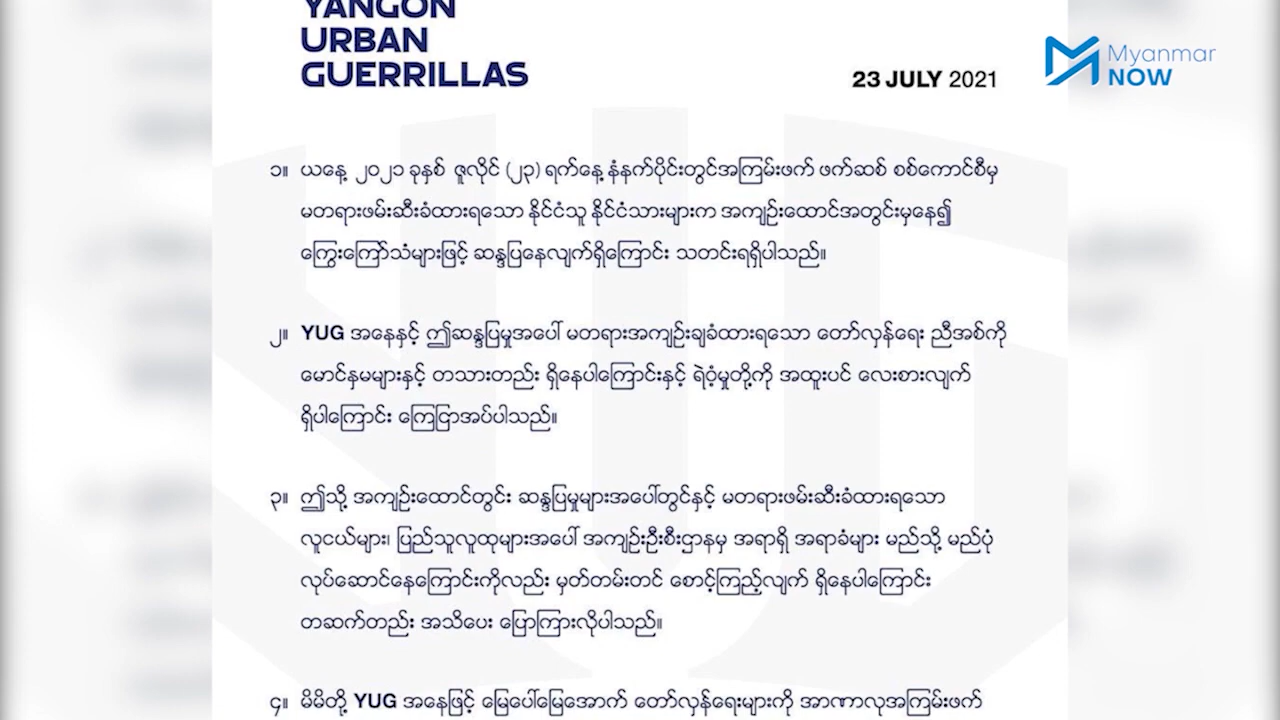 YANGON
URBAN
GUERRILLAS
23 JULY 2021
Myanmar
NOW
၁။ ယနေ့ ၂၀၂၁ ခုနှစ် ဇူလိုင် (၂၃) ရက်နေ့ နံနက်ပိုင်းတွင်အကြမ်းဖက် ဖက်ဆစ် စစ်ကောင်စီမှ
မတရားဖမ်းဆီးခံထားရသော နိုင်ငံသူ နိုင်ငံသားများက အကျဉ်းထောင်အတွင်းမှနေ၍
ကြွေးကြော်သံများဖြင့် ဆန္ဒပြနေလျက်ရှိကြောင်း သတင်းရရှိပါသည်။
၂။ YUG အနေနှင့် ဤဆန္ဒပြမှုအပေါ် မတရားအကျဉ်းချခံထားရသော တော်လှန်ရေး ညီအစ်ကို
မောင်နှမများနှင့် တသားတည်း ရှိနေပါကြောင်းနှင့် ရဲဝံ့မှုတို့ကို အထူးပင် လေးစားလျက်
ရှိပါကြောင်း ကြေငြာအပ်ပါသည်။
၃။ ဤသို့ အကျဉ်းထောင်တွင်း ဆန္ဒပြမှုများအပေါ်တွင်နှင့် မတရားဖမ်းဆီးခံထားရသော
လူငယ်များ၊ ပြည်သူလူထုများအပေါ် အကျဉ်းဦးစီးဌာနမှ အရာရှိ အရာခံများ မည်သို့ မည်ပုံ
လုပ်ဆောင်နေကြောင်းကိုလည်း မှတ်တမ်းတင် စောင့်ကြည့်လျက် ရှိနေပါကြောင်း
တဆက်တည်း အသိပေး ပြောကြားလိုပါသည်။
၄။ မိမိတို့ YUG အနေဖြင့် မြေပေါ်မြေအောက် တော်လှန်ရေးများကို အာဏာလုအကြမ်းဖက်